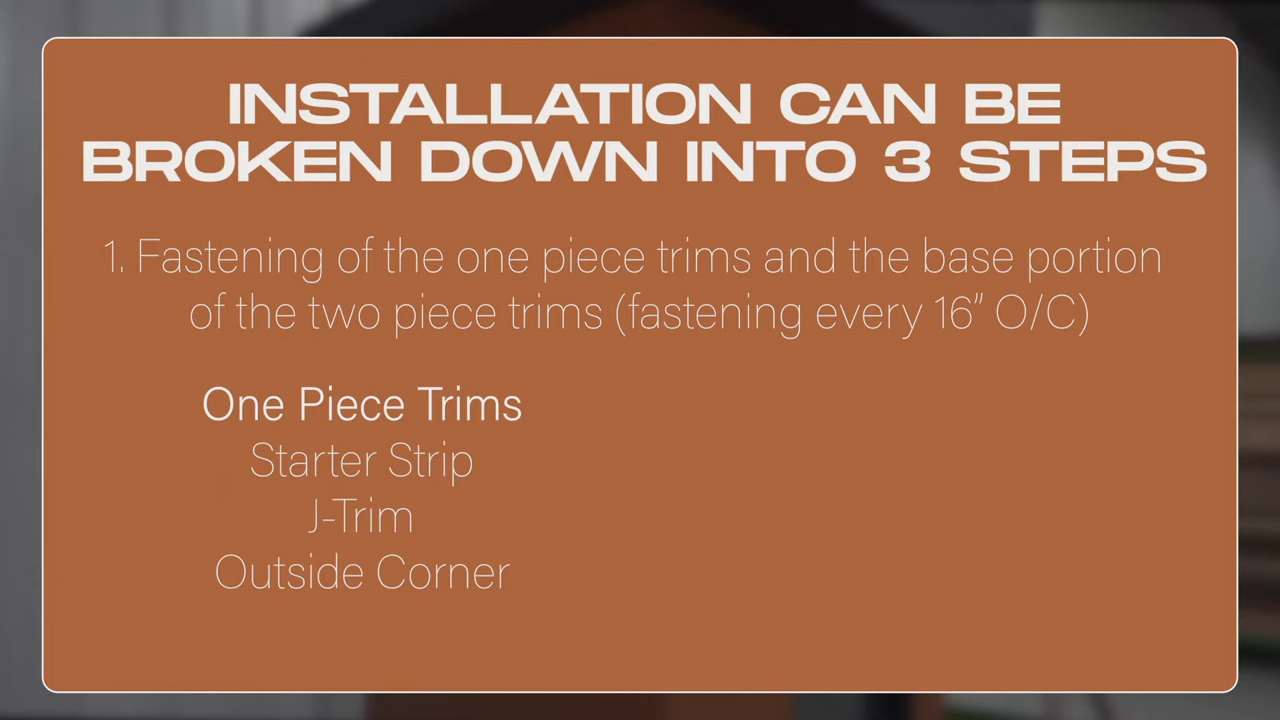 INSTALLATION CAN BE
BROKEN DOWN INTO 3 STEPS
1. Fastening of the one piece trims and the base portion
of the two piece trims (fastening every 16” O/C)
One Piece Trims
Starter Strip
J-Trim
Outside Corner